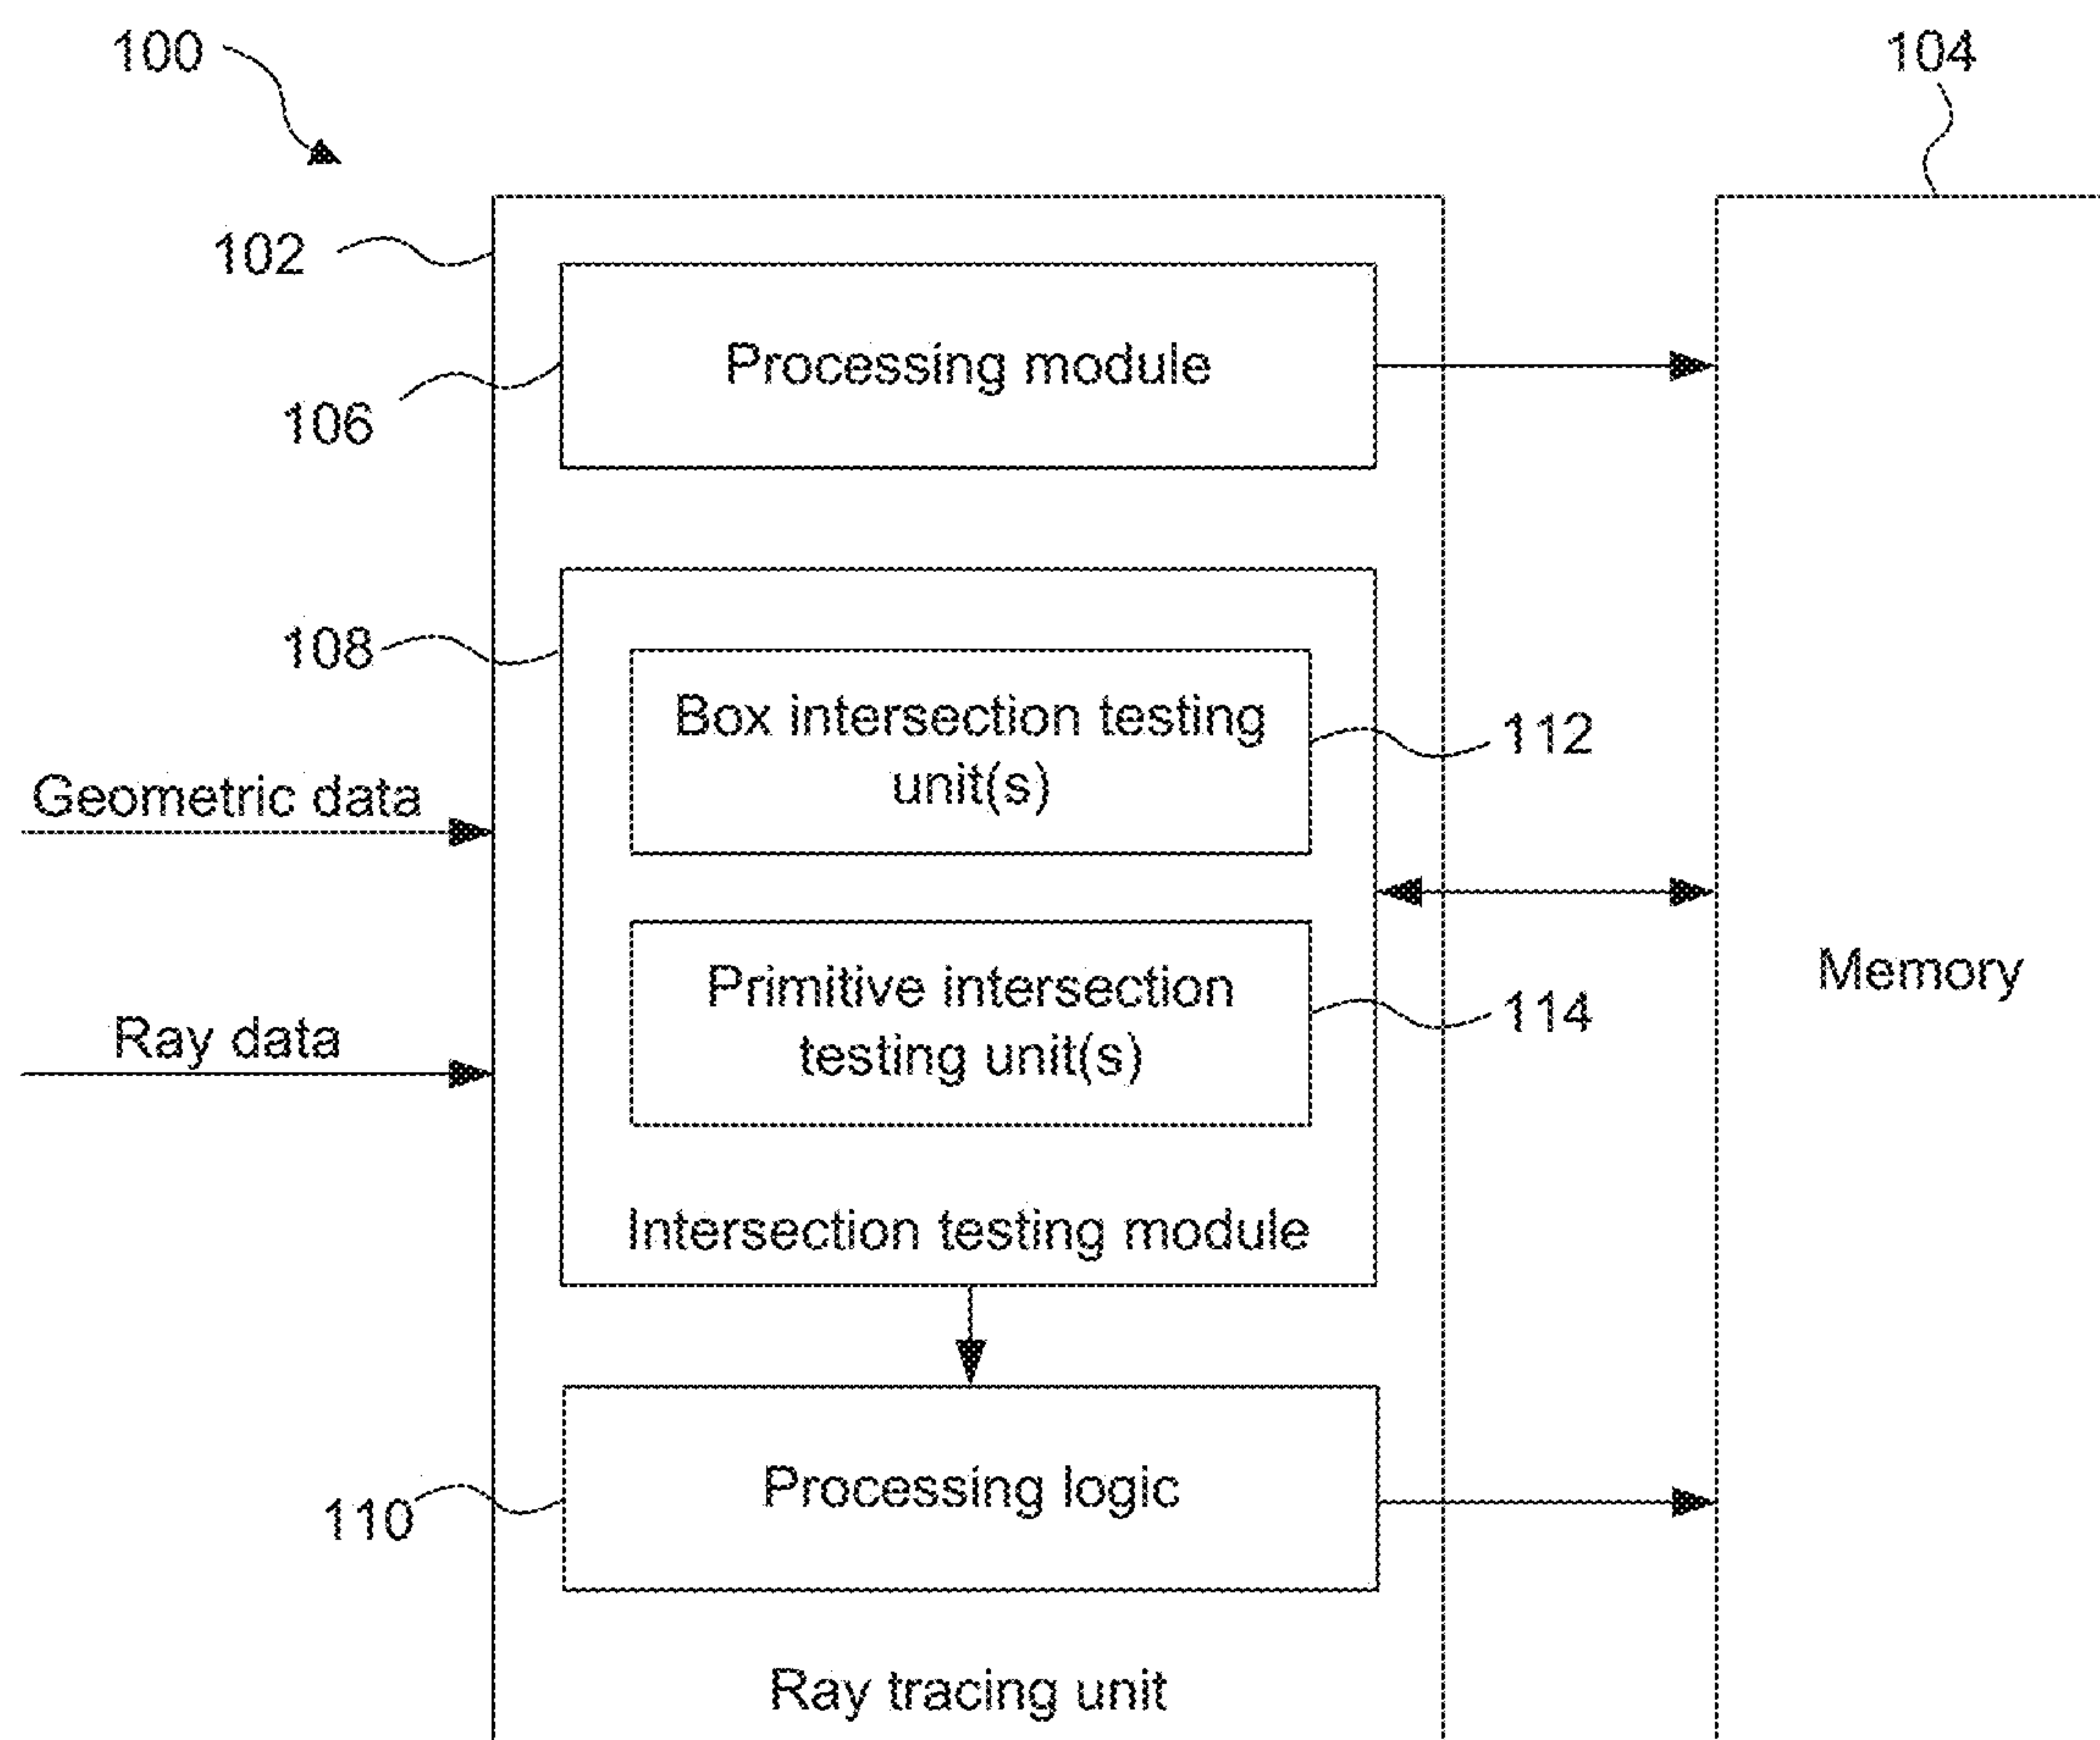 100
104
102
Processing module
106
108
Box intersection testing
unit(s)
112
Geometric data
Primitive intersection
testing unit(s)
114
Memory
Ray data
Intersection testing module
Processing logic
110
Ray tracing unit